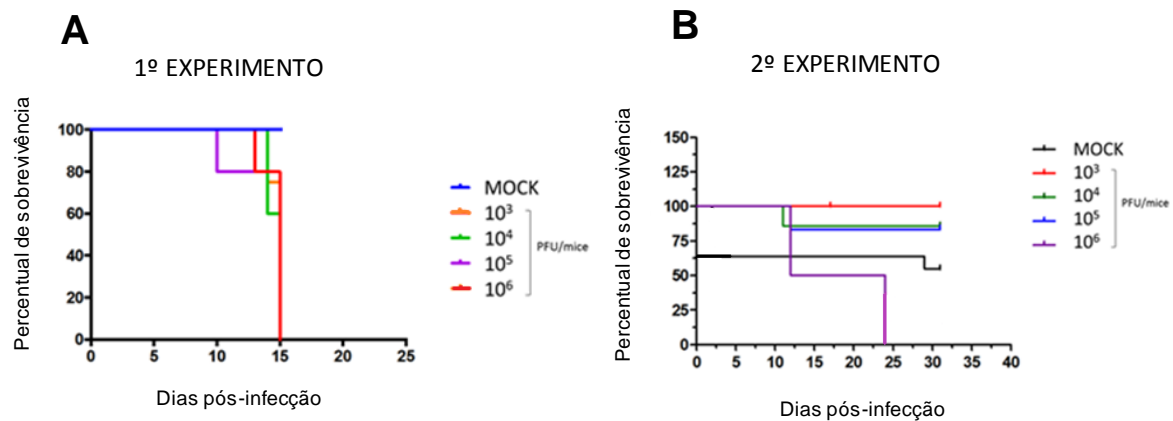 A
1º EXPERIMENTO
Percentual de sobrevivência
100
80
60
40
20
0
0 5 10 15 20 25
Dias pós-infecção
MOCK
10³
10⁴
10⁵
10⁶
PFU/mice
B
2º EXPERIMENTO
Percentual de sobrevivência
150
125
100
75
50
25
0
0 5 10 15 20 25 30 35 40
Dias pós-infecção
MOCK
10³
10⁴
10⁵
10⁶
PFU/mice